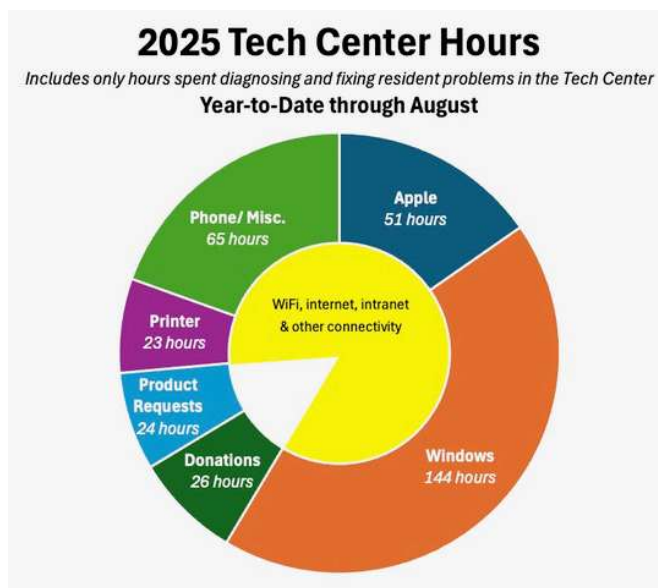 2025 Tech Center Hours
Includes only hours spent diagnosing and fixing resident problems in the Tech Center
Year-to-Date through August
Apple
51 hours
Phone/ Misc.
65 hours
WiFi, internet, intranet
& other connectivity
Printer
23 hours
Product
Requests
24 hours
Donations
26 hours
Windows
144 hours